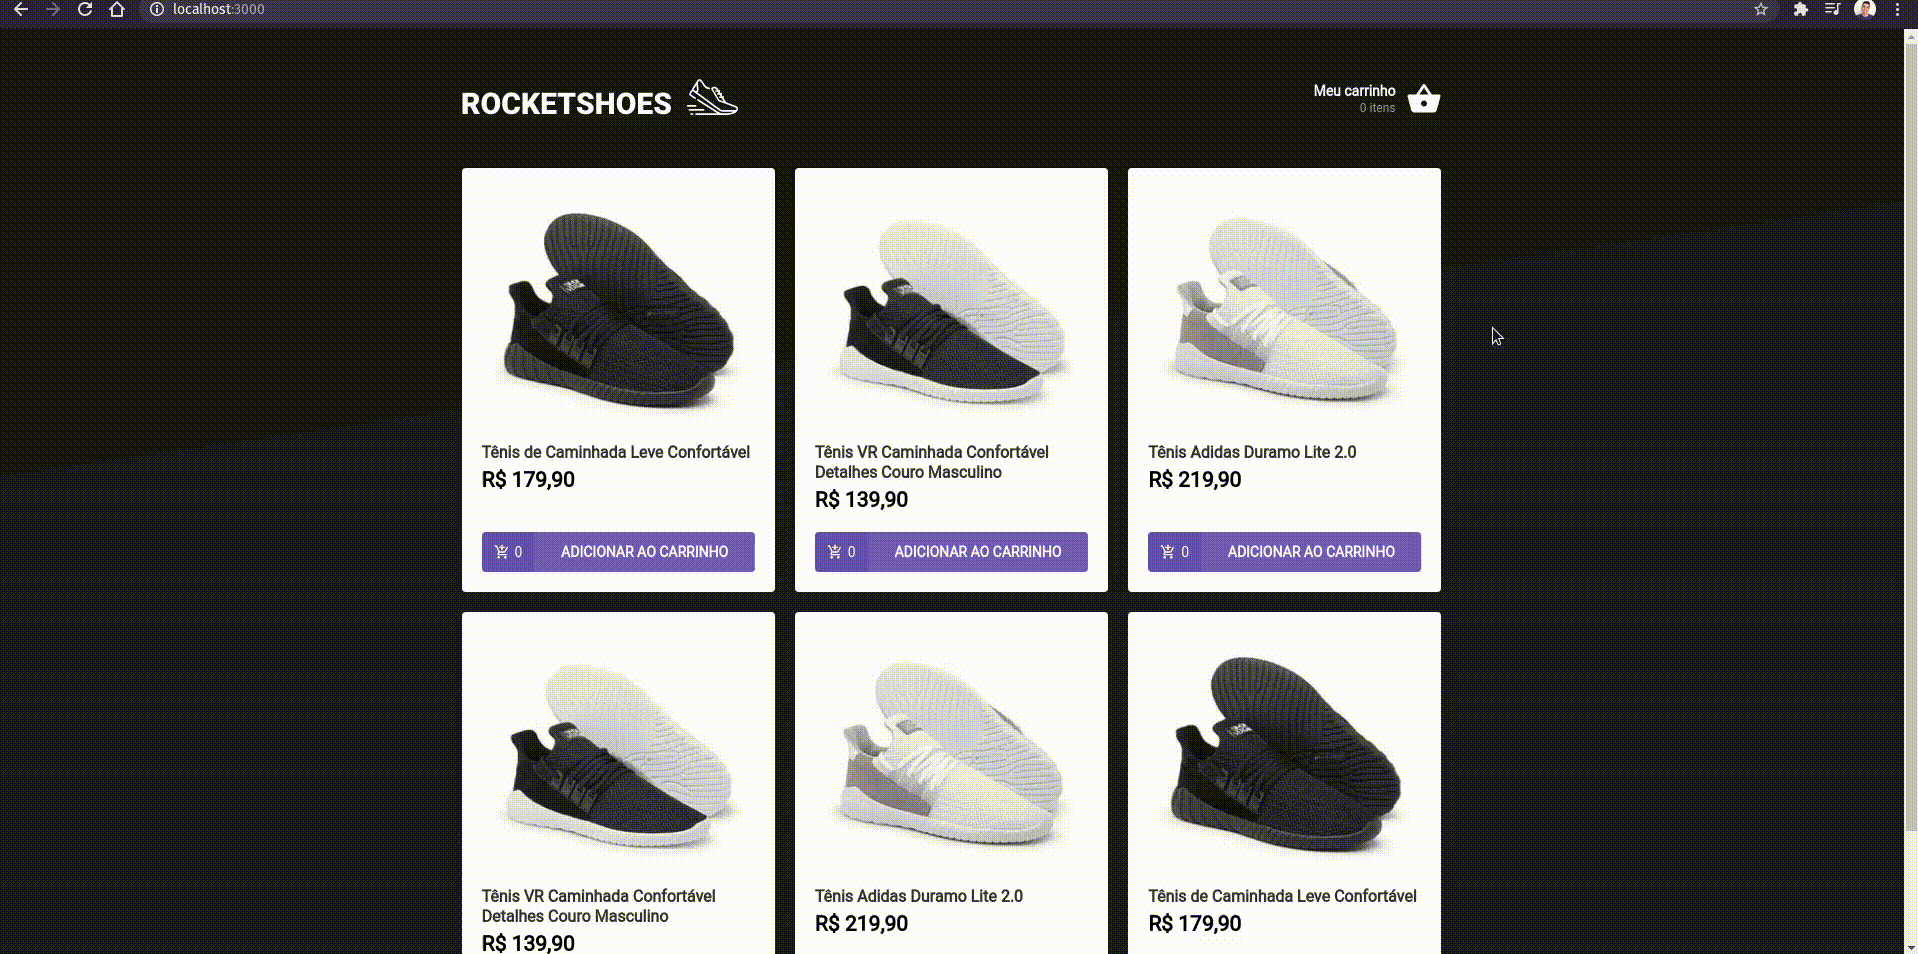 localhost:3000
ROCKETSHOES
Meu carrinho
0 itens
Tênis de Caminhada Leve Confortável
R$ 179,90
0 ADICIONAR AO CARRINHO
Tênis VR Caminhada Confortável
Detalhes Couro Masculino
R$ 139,90
0 ADICIONAR AO CARRINHO
Tênis Adidas Duramo Lite 2.0
R$ 219,90
0 ADICIONAR AO CARRINHO
Tênis VR Caminhada Confortável
Detalhes Couro Masculino
R$ 139,90
Tênis Adidas Duramo Lite 2.0
R$ 219,90
Tênis de Caminhada Leve Confortável
R$ 179,90